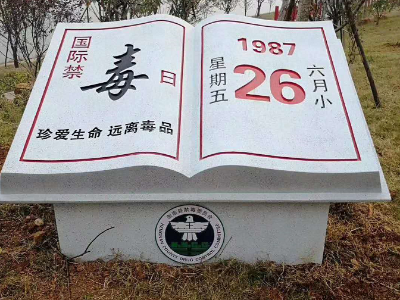 国际禁毒日
珍爱生命 远离毒品
1987
星期五
26
六月小